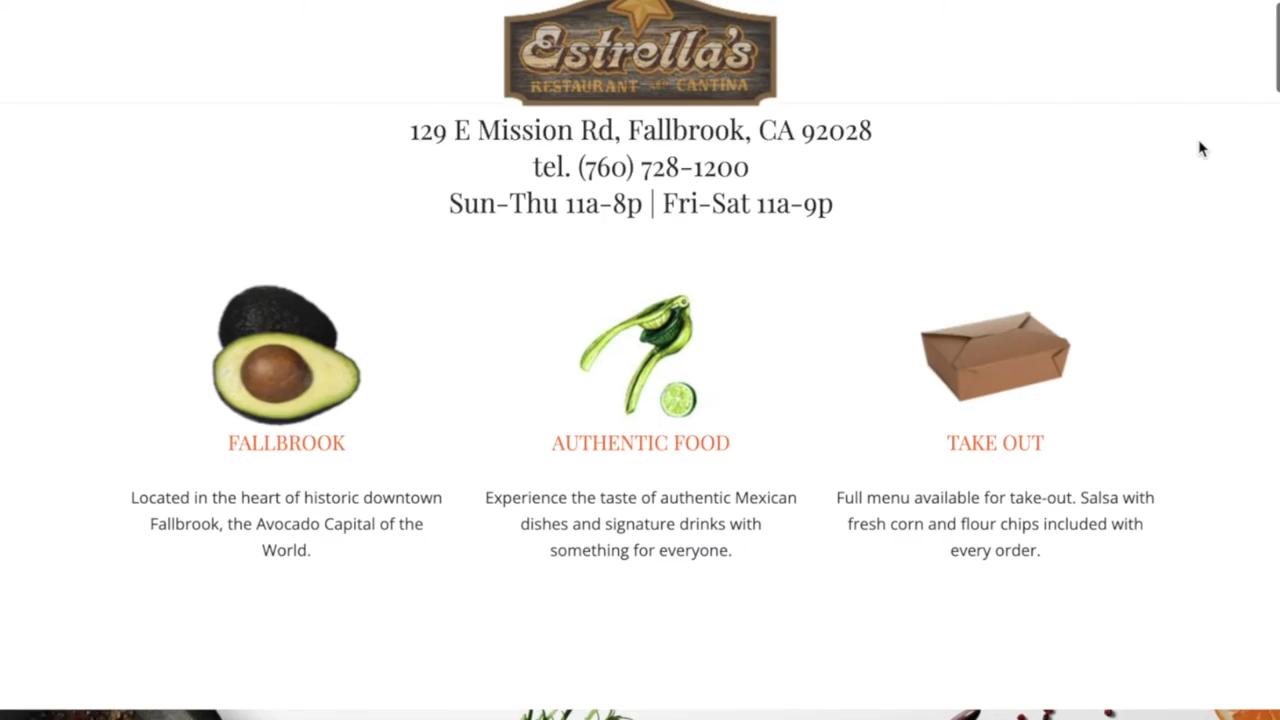 Estrella's
RESTAURANT AND CANTINA
129 E Mission Rd, Fallbrook, CA 92028
tel. (760) 728-1200
Sun-Thu 11a-8p | Fri-Sat 11a-9p
FALLBROOK
Located in the heart of historic downtown
Fallbrook, the Avocado Capital of the
World.
AUTHENTIC FOOD
Experience the taste of authentic Mexican
dishes and signature drinks with
something for everyone.
TAKE OUT
Full menu available for take-out. Salsa with
fresh corn and flour chips included with
every order.